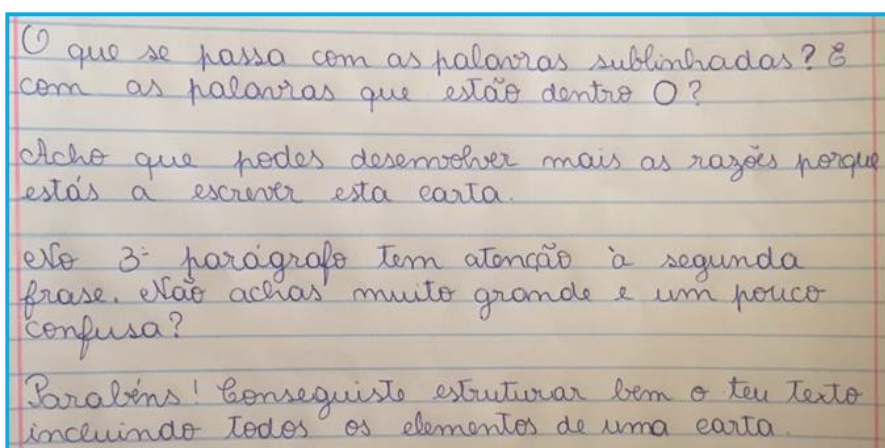 O que se passa com as palavras sublinhadas? E
com as palavras que estão dentro O?
Acho que podes desenvolver mais as razões porque
estás a escrever esta carta.
No 3º parágrafo tem atenção à segunda
frase. Não achas muito grande e um pouco
confusa?
Parabéns! Conseguiste estruturar bem o teu texto
incluindo todos os elementos de uma carta.